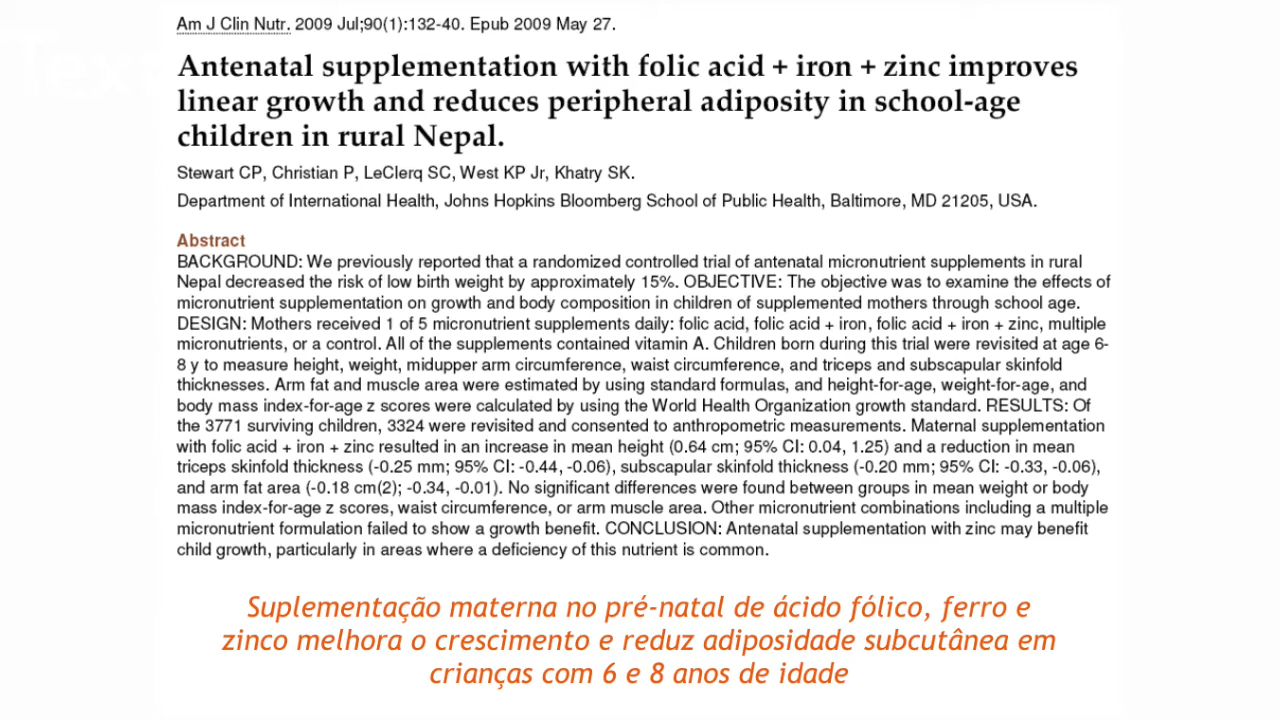 Am J Clin Nutr. 2009 Jul;90(1):132-40. Epub 2009 May 27.
Antenatal supplementation with folic acid + iron + zinc improves
linear growth and reduces peripheral adiposity in school-age
children in rural Nepal.
Stewart CP, Christian P, LeClerq SC, West KP Jr, Khatry SK.
Department of International Health, Johns Hopkins Bloomberg School of Public Health, Baltimore, MD 21205, USA.
Abstract
BACKGROUND: We previously reported that a randomized controlled trial of antenatal micronutrient supplements in rural
Nepal decreased the risk of low birth weight by approximately 15%. OBJECTIVE: The objective was to examine the effects of
micronutrient supplementation on growth and body composition in children of supplemented mothers through school age.
DESIGN: Mothers received 1 of 5 micronutrient supplements daily: folic acid, folic acid + iron, folic acid + iron + zinc, multiple
micronutrients, or a control. All of the supplements contained vitamin A. Children born during this trial were revisited at age 6-
8 y to measure height, weight, midupper arm circumference, waist circumference, and triceps and subscapular skinfold
thicknesses. Arm fat and muscle area were estimated by using standard formulas, and height-for-age, weight-for-age, and
body mass index-for-age z scores were calculated by using the World Health Organization growth standard. RESULTS: Of
the 3771 surviving children, 3324 were revisited and consented to anthropometric measurements. Maternal supplementation
with folic acid + iron + zinc resulted in an increase in mean height (0.64 cm; 95% CI: 0.04, 1.25) and a reduction in mean
triceps skinfold thickness (-0.25 mm; 95% CI: -0.44, -0.06), subscapular skinfold thickness (-0.20 mm; 95% CI: -0.33, -0.06),
and arm fat area (-0.18 cm(2); -0.34, -0.01). No significant differences were found between groups in mean weight or body
mass index-for-age z scores, waist circumference, or arm muscle area. Other micronutrient combinations including a multiple
micronutrient formulation failed to show a growth benefit. CONCLUSION: Antenatal supplementation with zinc may benefit
child growth, particularly in areas where a deficiency of this nutrient is common.
Suplementação materna no pré-natal de ácido fólico, ferro e
zinco melhora o crescimento e reduz adiposidade subcutânea em
crianças com 6 e 8 anos de idade